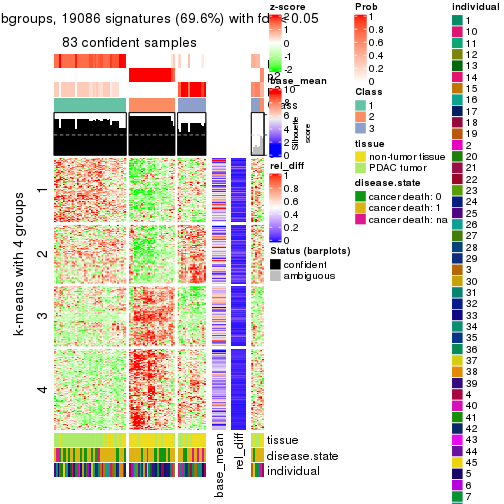 bgroups, 19086 signatures (69.6%) with fdr < 0.05
83 confident samples
z-score
2
1
0
-1
-2
base_mean
10
8
6
4
2
0
Silhouette
score
rel_diff
1
0.8
0.6
0.4
0.2
0
Status (barplots)
confident
ambiguous
Prob
1
0.8
0.6
0.4
0.2
0
Class
1
2
3
tissue
non-tumor tissue
PDAC tumor
disease.state
cancer death: 0
cancer death: 1
cancer death: na
individual
1
10
11
12
13
14
15
16
17
18
19
2
20
21
22
23
24
25
26
27
28
29
3
30
31
32
33
34
35
36
37
38
39
4
40
41
42
43
44
45
5
6
7
k-means with 4 groups
1
2
3
4
tissue
disease.state
individual
base_mean
rel_diff